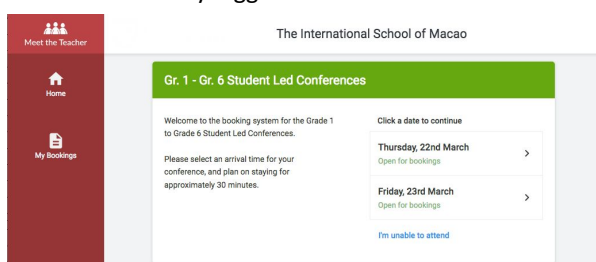 Meet the Teacher
The International School of Macao
Home
My Bookings
Gr. 1 - Gr. 6 Student Led Conferences
Welcome to the booking system for the Grade 1
to Grade 6 Student Led Conferences.
Please select an arrival time for your
conference, and plan on staying for
approximately 30 minutes.
Click a date to continue
Thursday, 22nd March
Open for bookings
Friday, 23rd March
Open for bookings
I'm unable to attend